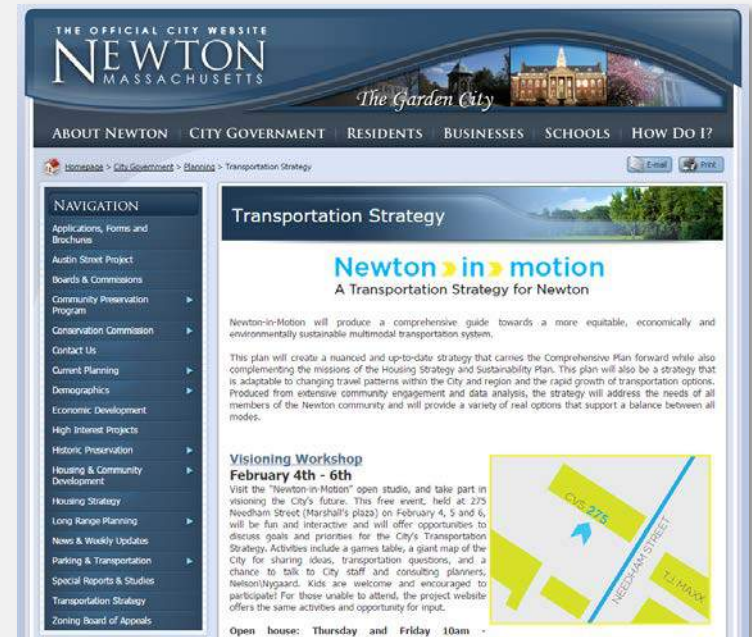 THE OFFICIAL CITY WEBSITE
NEWTON
MASSACHUSETTS
The Garden City
ABOUT NEWTON CITY GOVERNMENT RESIDENTS BUSINESSES SCHOOLS HOW DO I?
Homepage > City Government > Planning > Transportation Strategy
E-mail Print
NAVIGATION
Applications, Forms and
Brochures
Austin Street Project
Boards & Commissions
Community Preservation
Program
Conservation Commission
Contact Us
Current Planning
Demographics
Economic Development
High Interest Projects
Historic Preservation
Housing & Community
Development
Housing Strategy
Long Range Planning
News & Weekly Updates
Parking & Transportation
Special Reports & Studies
Transportation Strategy
Zoning Board of Appeals
Transportation Strategy
Newton > in > motion
A Transportation Strategy for Newton
Newton-in-Motion will produce a comprehensive guide towards a more equitable, economically and
environmentally sustainable multimodal transportation system.
This plan will create a nuanced and up-to-date strategy that carries the Comprehensive Plan forward while also
complementing the missions of the Housing Strategy and Sustainability Plan. This plan will also be a strategy that
is adaptable to changing travel patterns within the City and region and the rapid growth of transportation options.
Produced from extensive community engagement and data analysis, the strategy will address the needs of all
members of the Newton community and will provide a variety of real options that support a balance between all
modes.
Visioning Workshop
February 4th - 6th
Visit the "Newton-in-Motion" open studio, and take part in
visioning the City's future. This free event, held at 275
Needham Street (Marshall's plaza) on February 4, 5 and 6,
will be fun and interactive and will offer opportunities to
discuss goals and priorities for the City's Transportation
Strategy. Activities include a games table, a giant map of the
City for sharing ideas, transportation questions, and a
chance to talk to City staff and consulting planners,
Nelson\Nygaard. Kids are welcome and encouraged to
participate! For those unable to attend, the project website
offers the same activities and opportunity for input.
Open house: Thursday and Friday 10am -
CVS 275
NEEDHAM STREET
T.J. MAXX